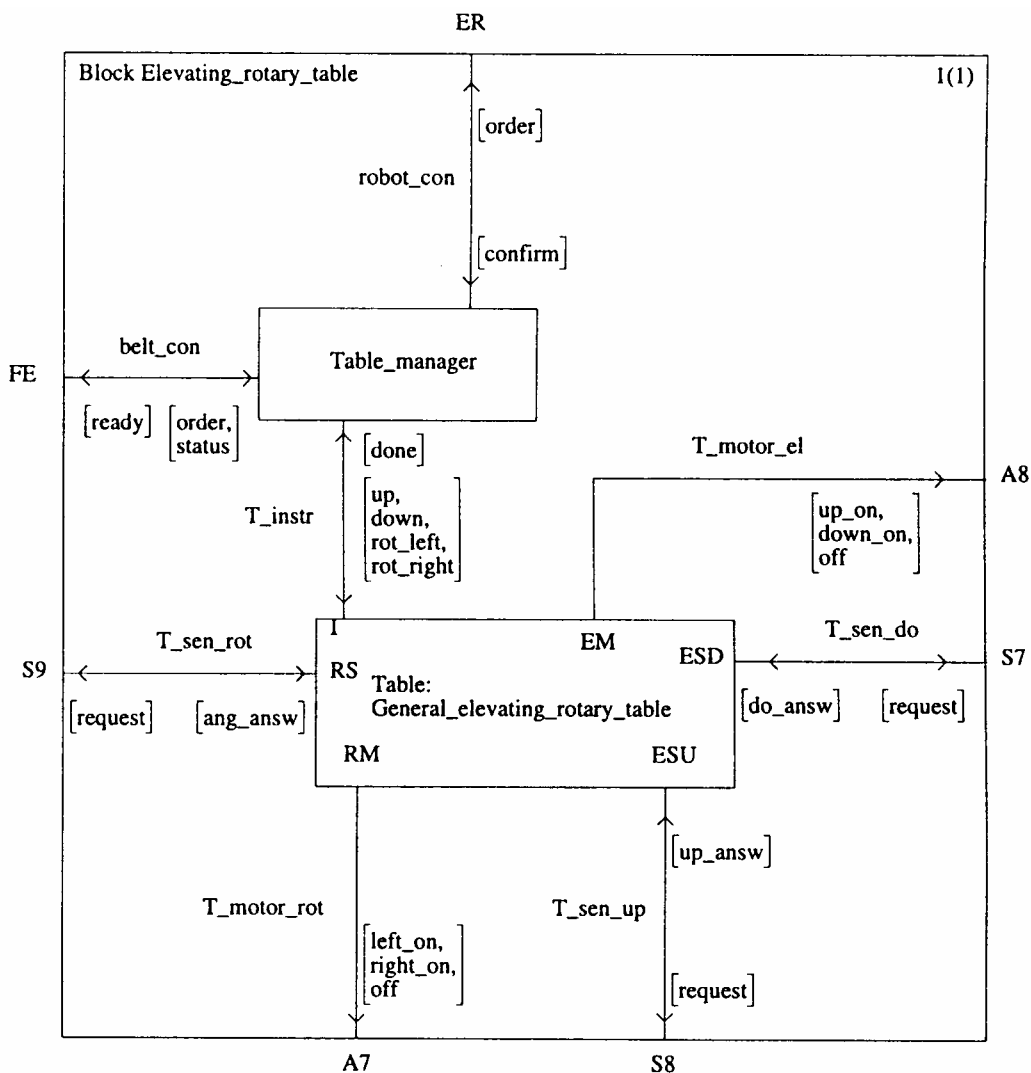 ER
Block Elevating_rotary_table
1(1)
[order]
robot_con
[confirm]
belt_con
Table_manager
FE
[ready]
[order,
status]
[done]
T_motor_el
A8
[up,
down,
rot_left,
rot_right]
T_instr
[up_on,
down_on,
off]
I
EM
T_sen_rot
T_sen_do
S9
RS
ESD
S7
Table:
General_elevating_rotary_table
[request]
[ang_answ]
[do_answ]
[request]
RM
ESU
[up_answ]
T_motor_rot
T_sen_up
[left_on,
right_on,
off]
[request]
A7
S8